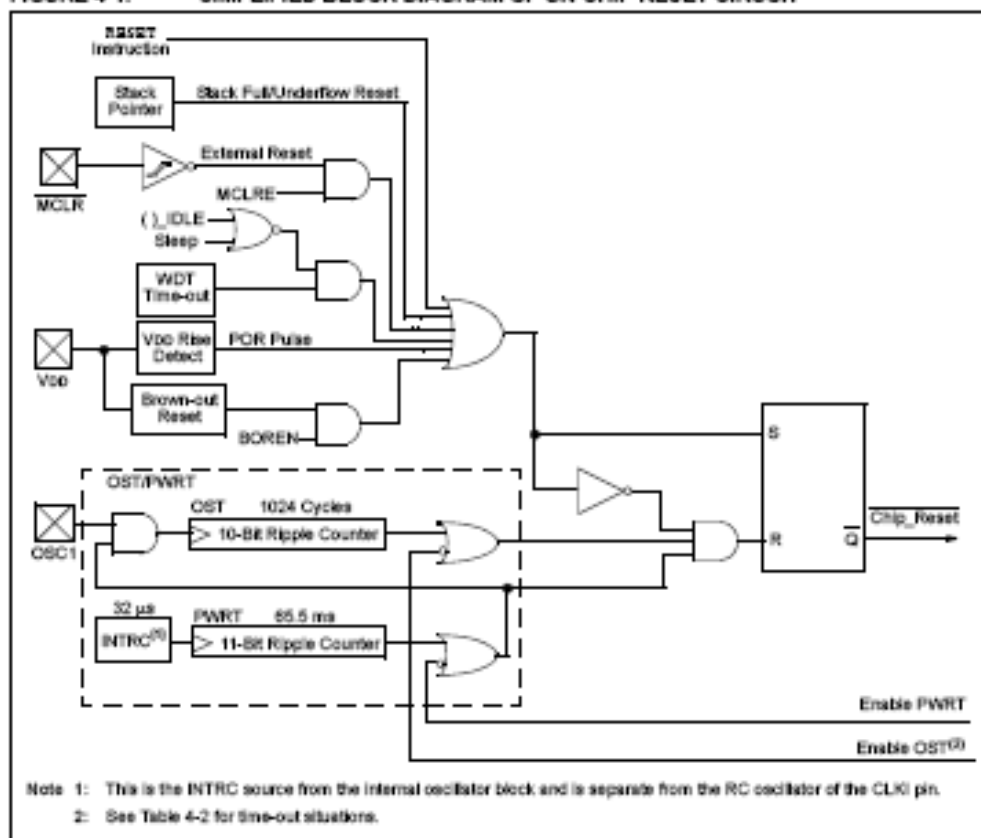 RESET
Instruction
Stack
Pointer
Stack Full/Underflow Reset
External Reset
MCLRE
MCLR
( )_IDLE
Sleep
WDT
Time-out
VDD Rise
Detect
POR Pulse
VDD
Brown-out
Reset
BOREN
S
OST/PWRT
OST 1024 Cycles
10-Bit Ripple Counter
OSC1
Chip_Reset
R
Q
32 µs
INTRC(1)
PWRT 65.5 ms
11-Bit Ripple Counter
Enable PWRT
Enable OST(2)
Note 1: This is the INTRC source from the internal oscillator block and is separate from the RC oscillator of the CLKI pin.
2: See Table 4-2 for time-out situations.